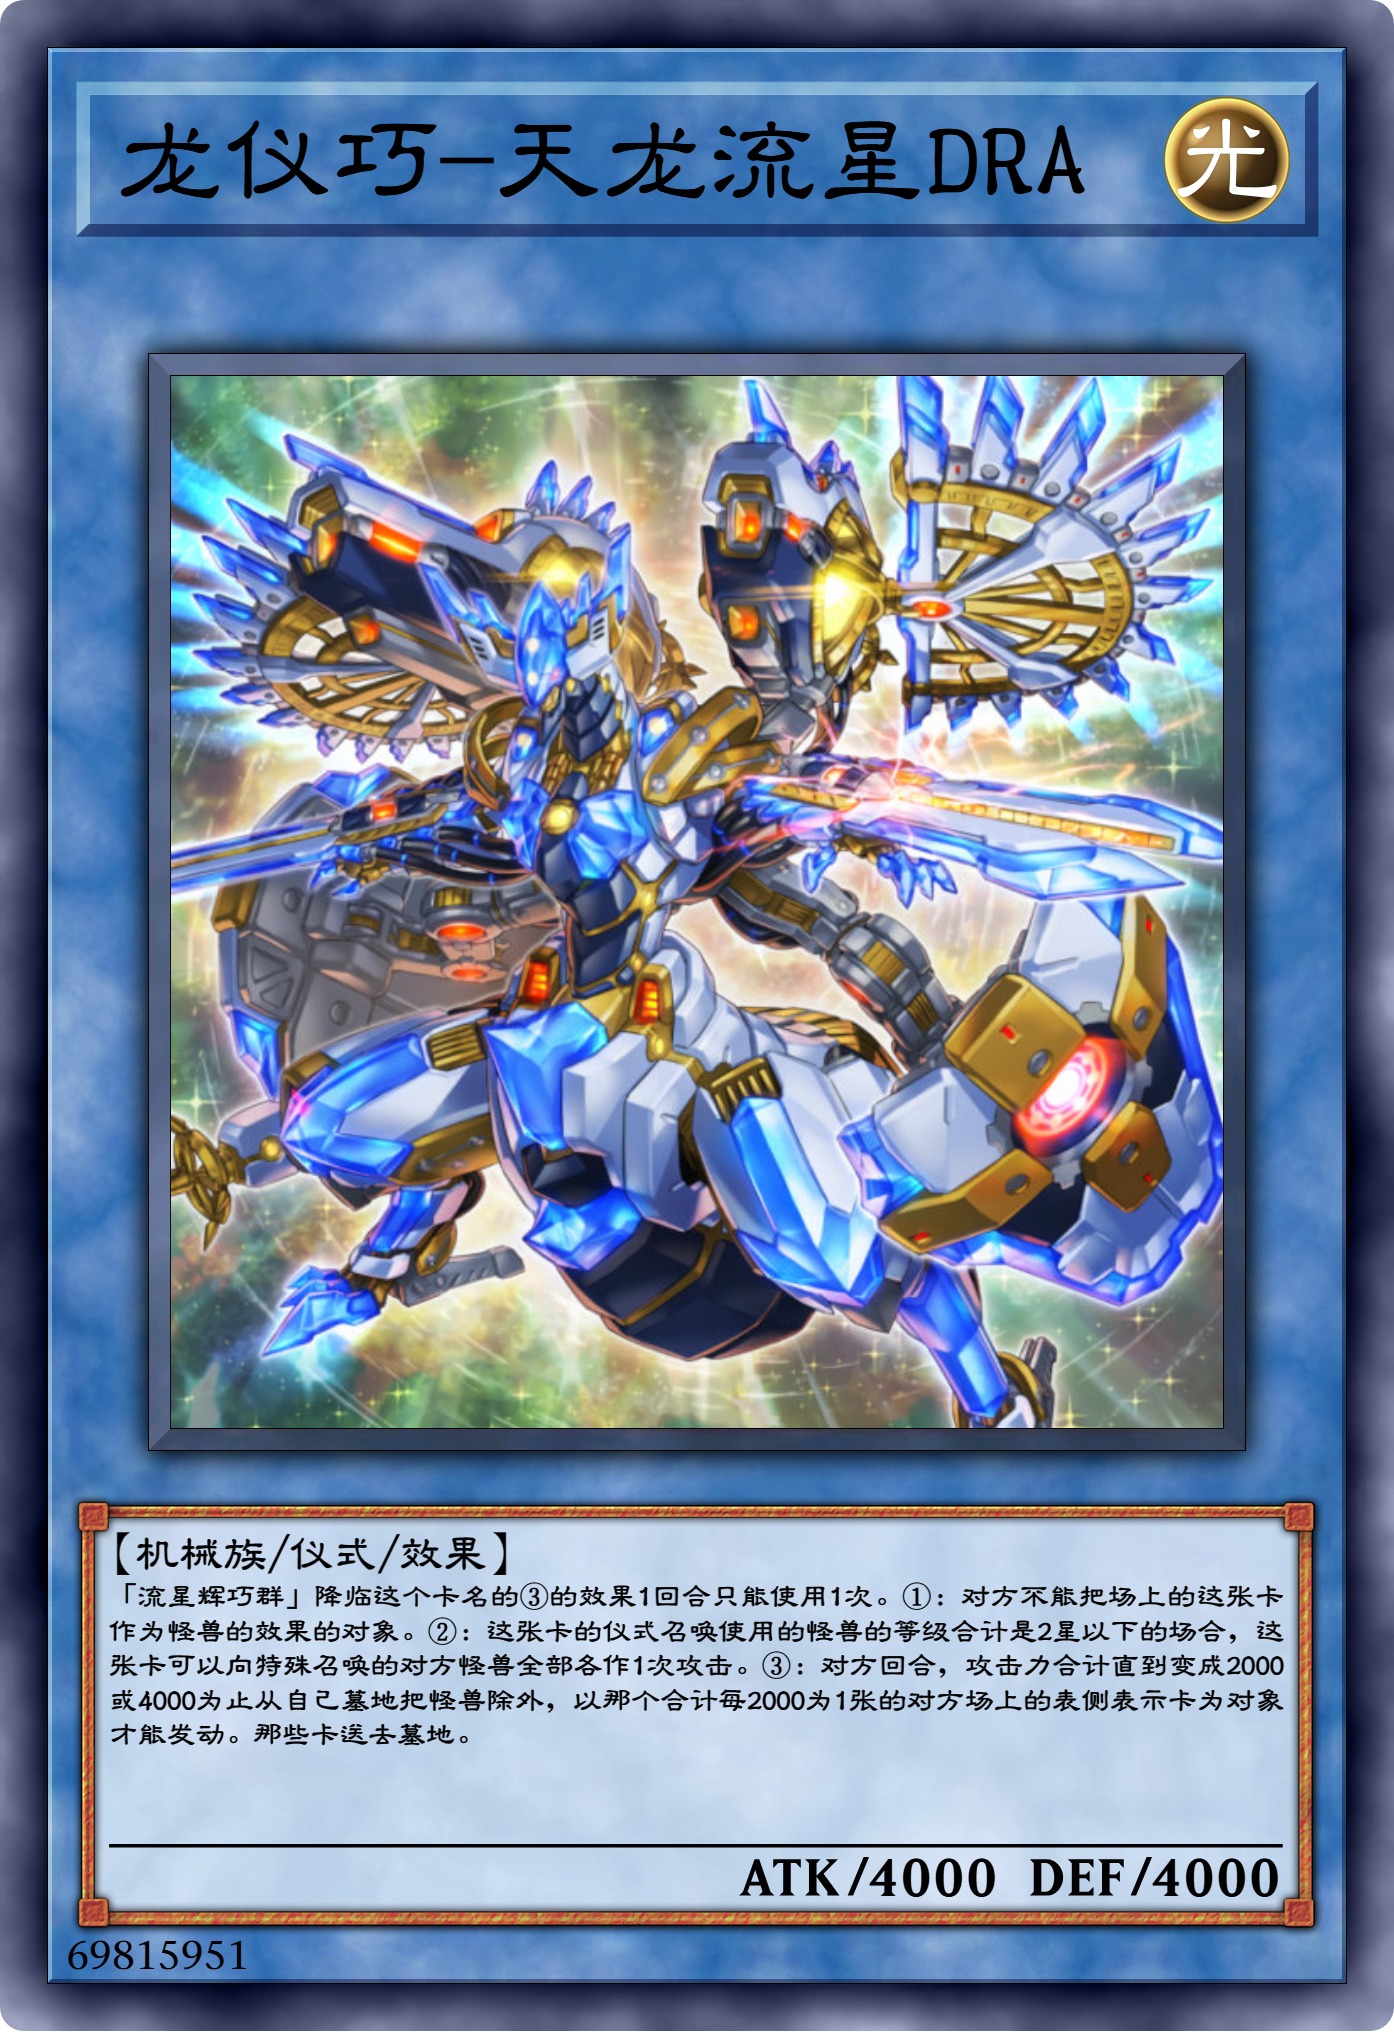 龙仪巧-天龙流星DRA
光
【机械族/仪式/效果】
「流星辉巧群」降临这个卡名的③的效果1回合只能使用1次。①：对方不能把场上的这张卡
作为怪兽的效果的对象。②：这张卡的仪式召唤使用的怪兽的等级合计是2星以下的场合，这
张卡可以向特殊召唤的对方怪兽全部各作1次攻击。③：对方回合，攻击力合计直到变成2000
或4000为止从自己墓地把怪兽除外，以那个合计每2000为1张的对方场上的表侧表示卡为对象
才能发动。那些卡送去墓地。
ATK/4000 DEF/4000
69815951